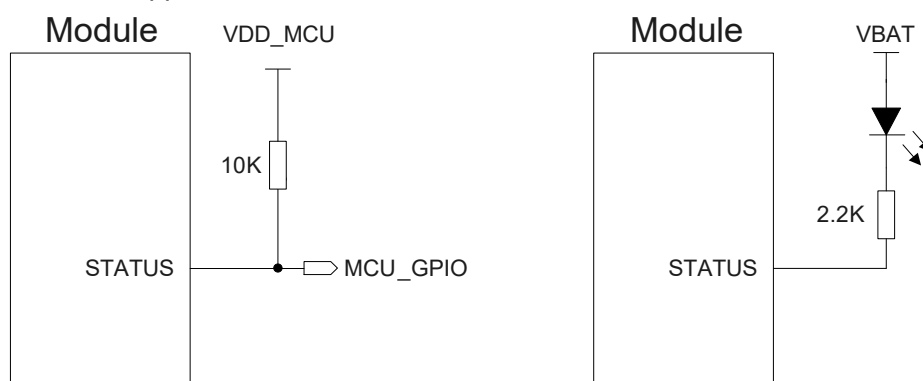 Module
VDD_MCU
10K
STATUS
MCU_GPIO
Module
VBAT
2.2K
STATUS